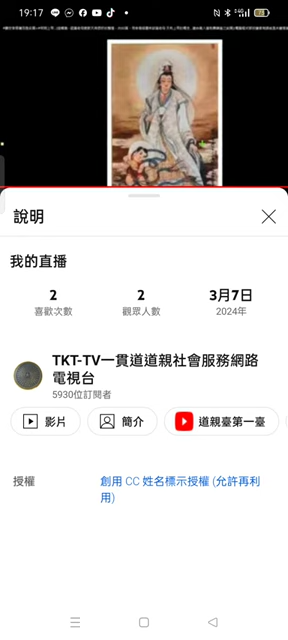 19:17
說明
我的直播
2
喜歡次數
2
觀眾人數
3月7日
2024年
TKT-TV一貫道道親社會服務網路
電視台
5930位訂閱者
影片
簡介
道親臺第一臺
授權
創用 CC 姓名標示授權 (允許再利
用)